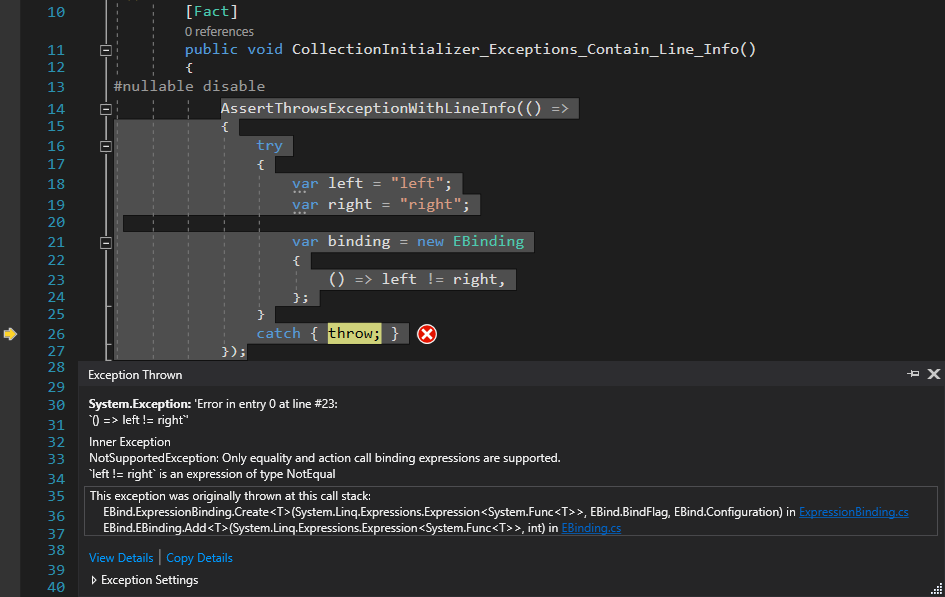 10 [Fact]
0 references
11 public void CollectionInitializer_Exceptions_Contain_Line_Info()
12 {
13 #nullable disable
14 AssertThrowsExceptionWithLineInfo(() =>
15 {
16 try
17 {
18 var left = "left";
19 var right = "right";
20
21 var binding = new EBinding
22 {
23 () => left != right,
24 };
25 }
26 catch { throw; }
27 });
28
Exception Thrown
29
30 System.Exception: 'Error in entry 0 at line #23:
31 `() => left != right`'
32 Inner Exception
33 NotSupportedException: Only equality and action call binding expressions are supported.
34 `left != right` is an expression of type NotEqual
35 This exception was originally thrown at this call stack:
36 EBind.ExpressionBinding.Create<T>(System.Linq.Expressions.Expression<System.Func<T>>, EBind.BindFlag, EBind.Configuration) in ExpressionBinding.cs
37 EBind.EBinding.Add<T>(System.Linq.Expressions.Expression<System.Func<T>>, int) in EBinding.cs
38
39 View Details | Copy Details
40 Exception Settings